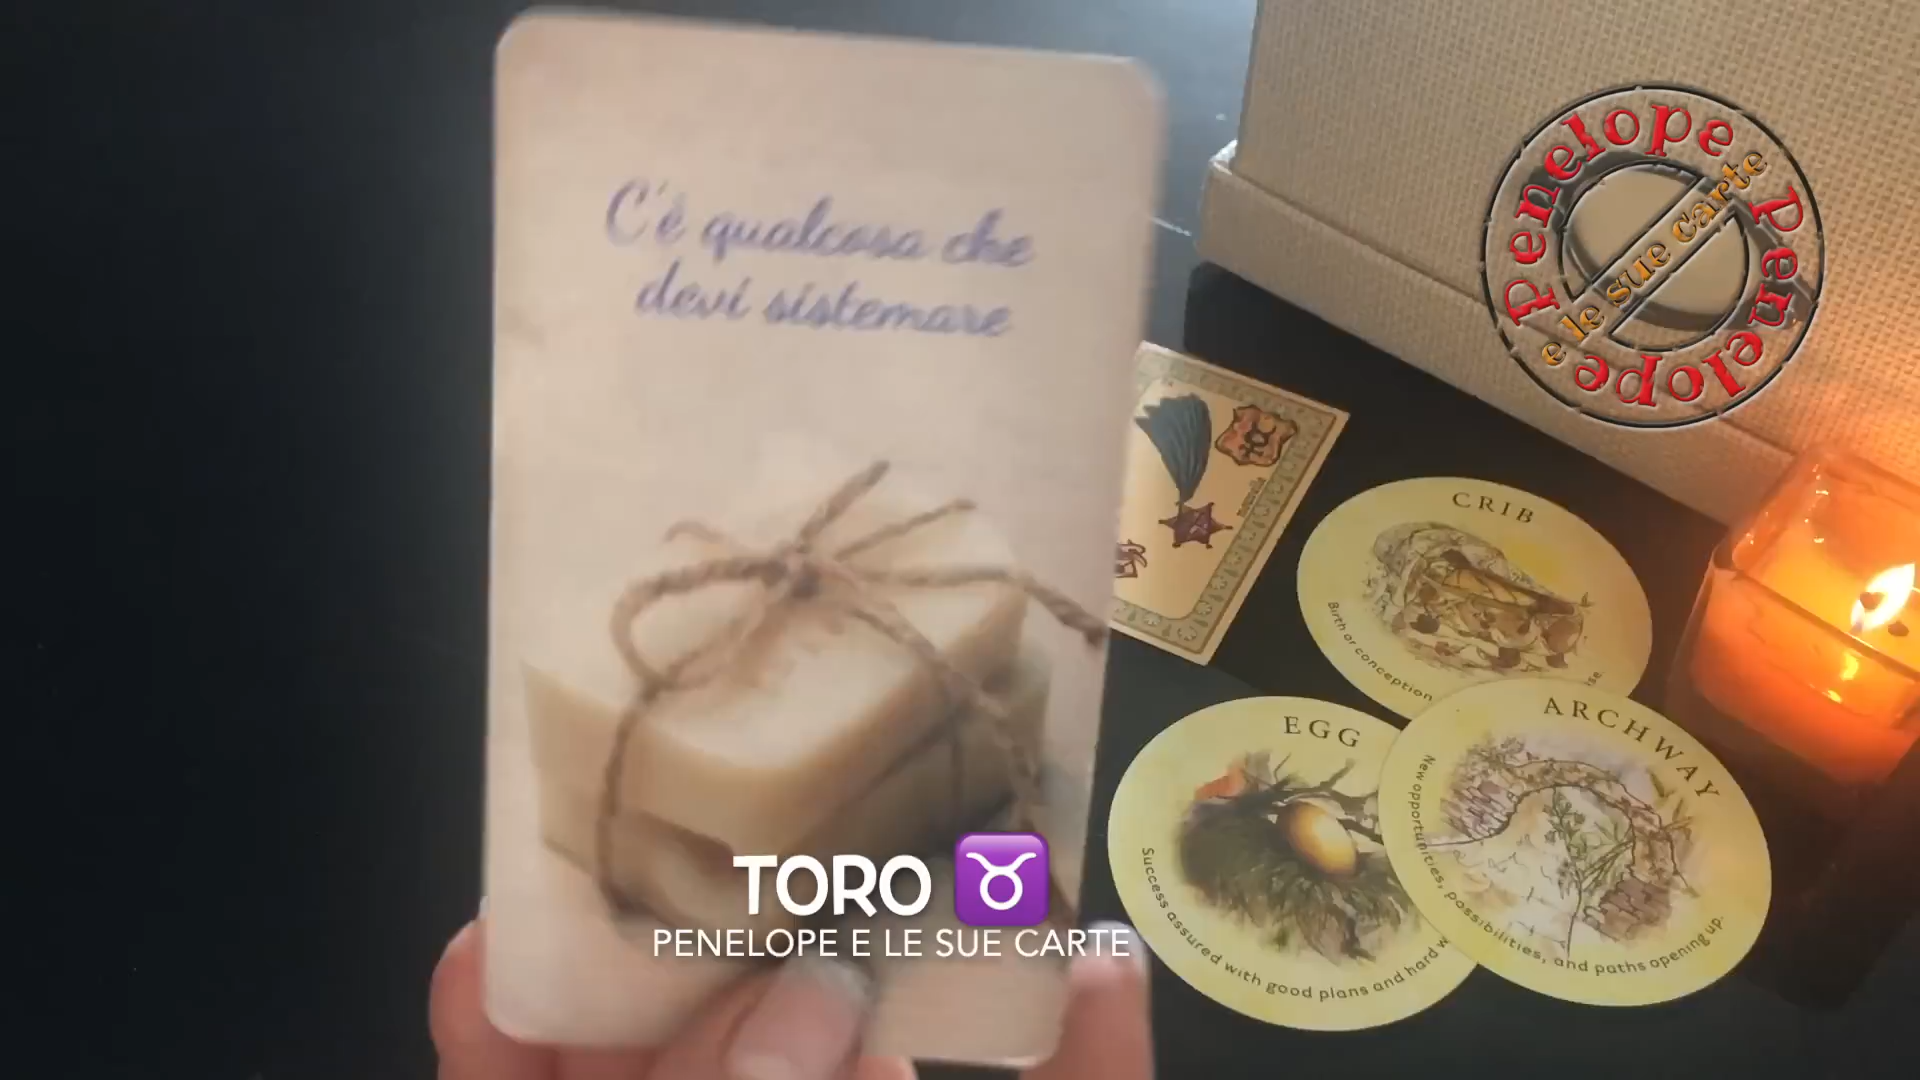 C'è qualcosa che
devi sistemare
Penelope Penelope
e le sue carte
CRIB
Birth or conception
EGG
Success assured with good plans and hard w
ARCHWAY
New opportunities, possibilities, and paths opening up.
TORO ♉
PENELOPE E LE SUE CARTE